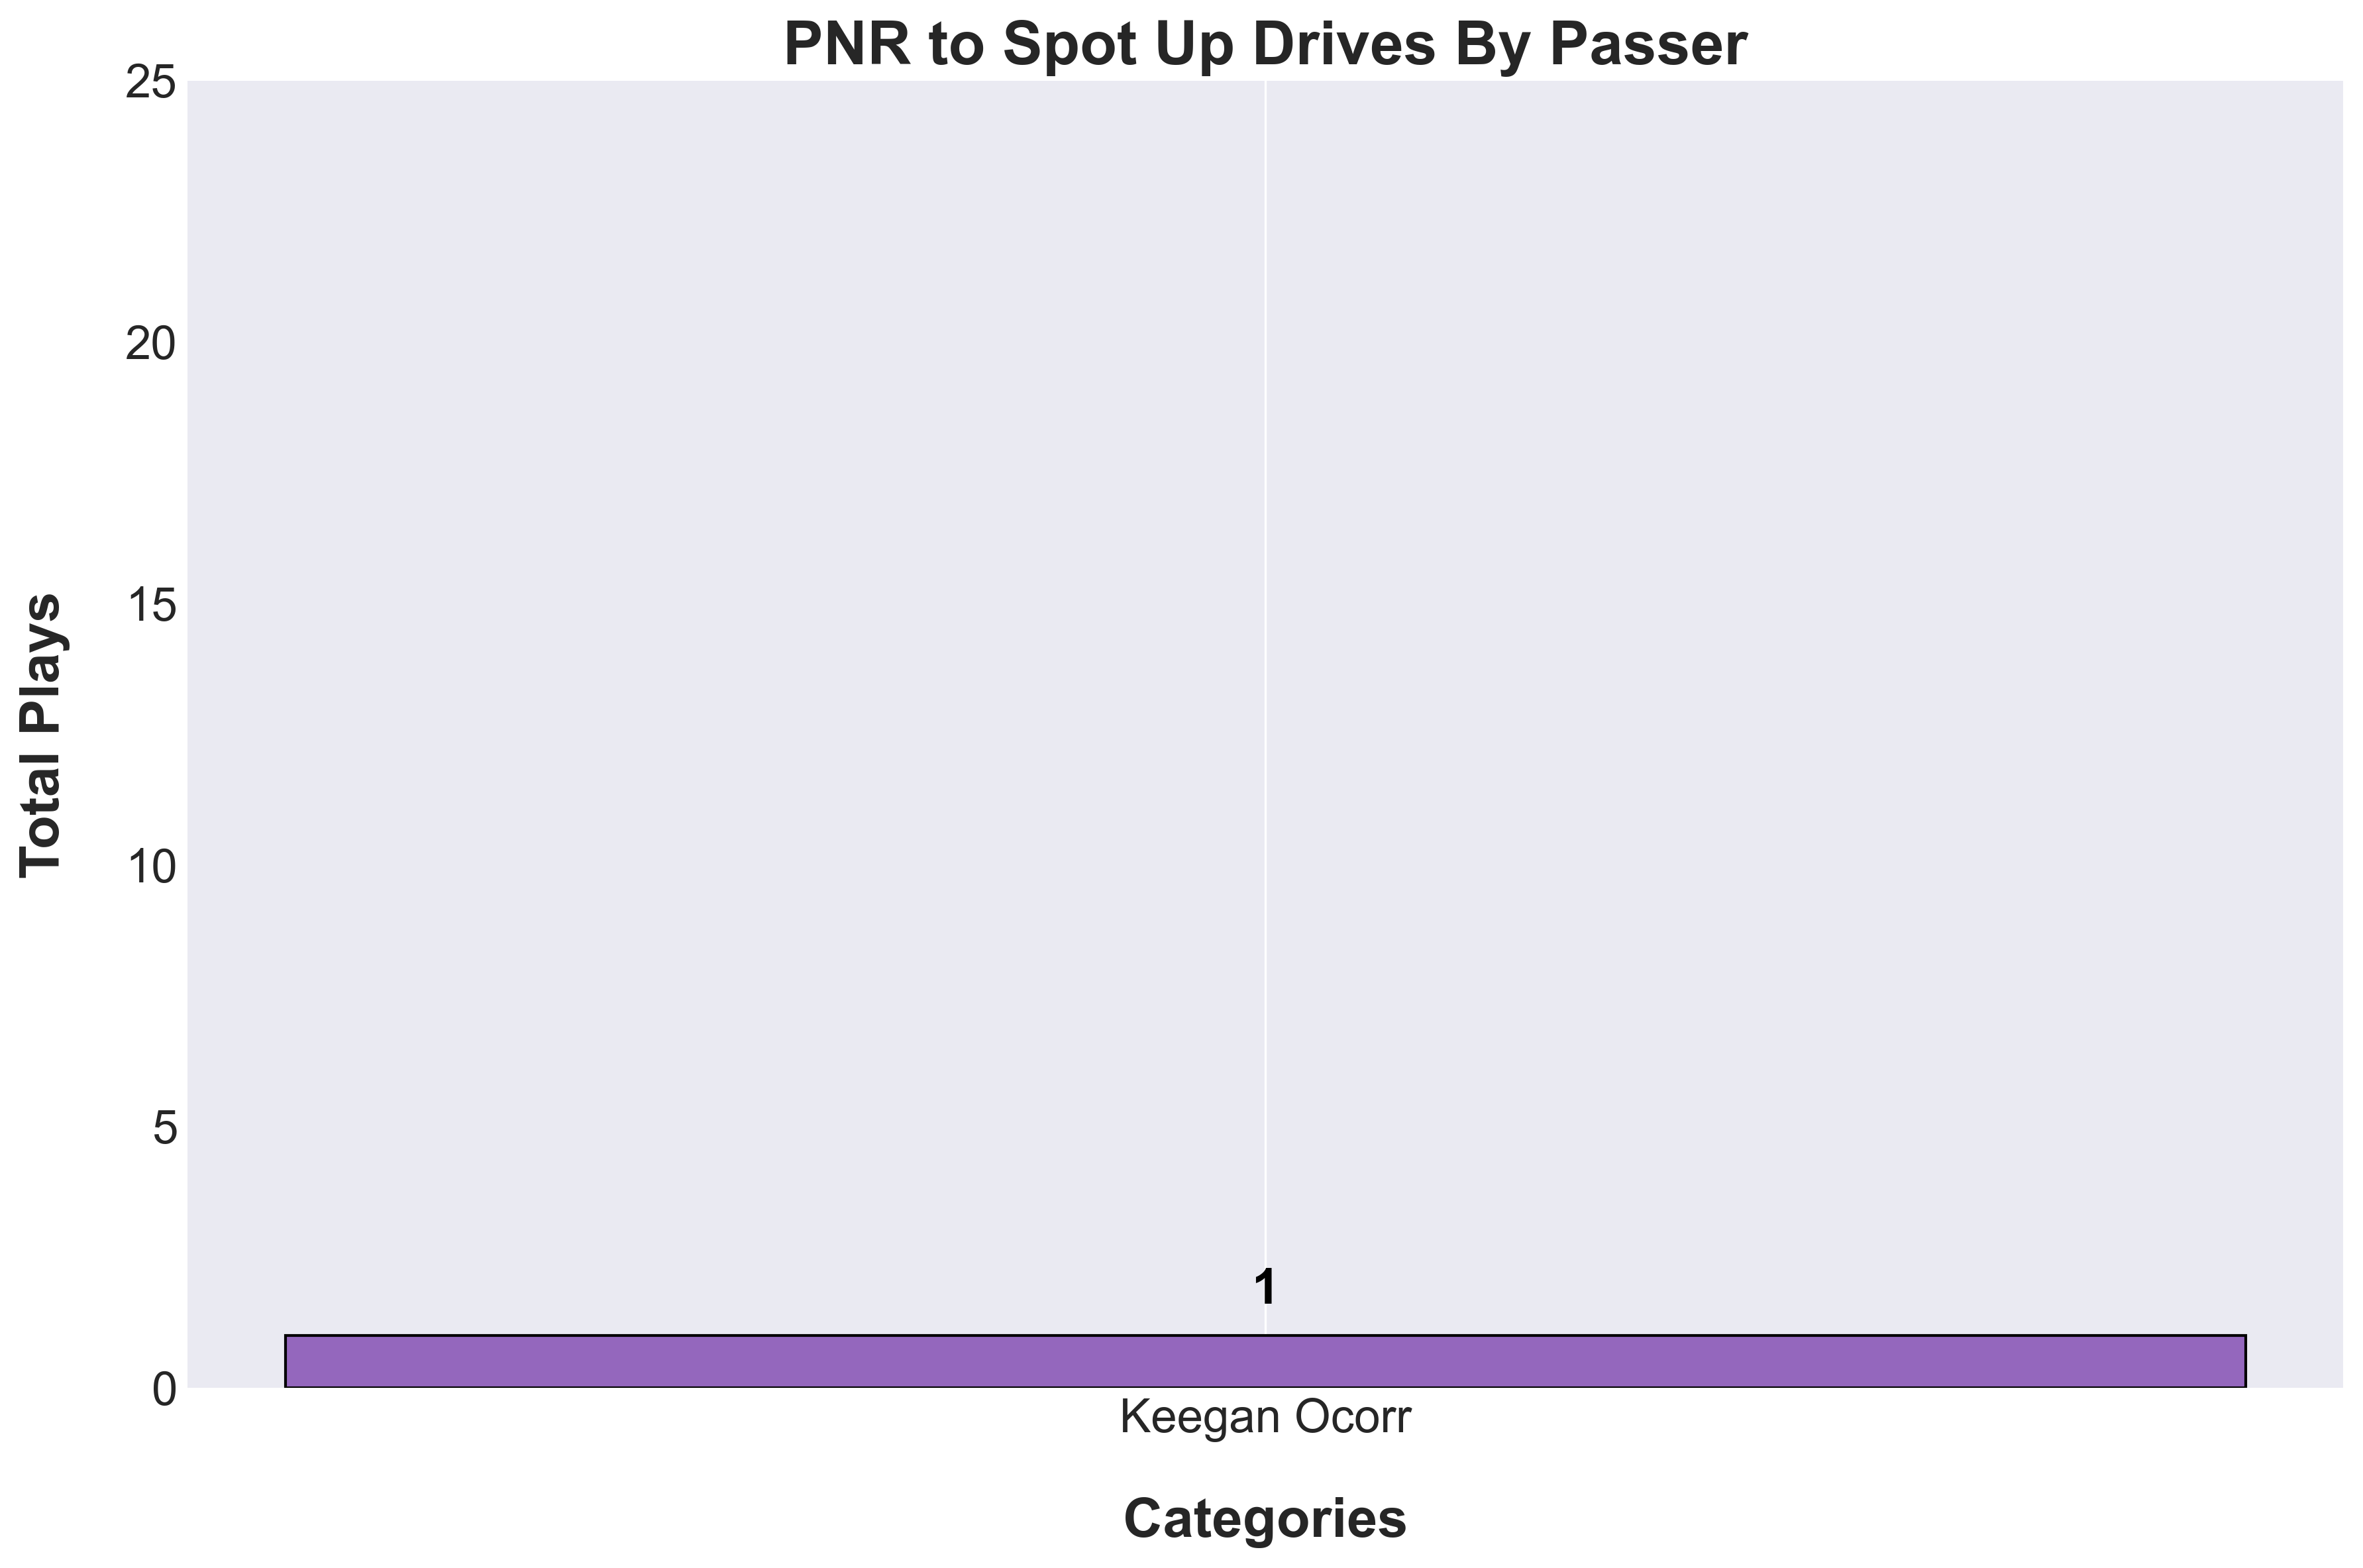 PNR to Spot Up Drives By Passer
25
20
15
10
5
0
Total Plays
1
Keegan Ocorr
Categories